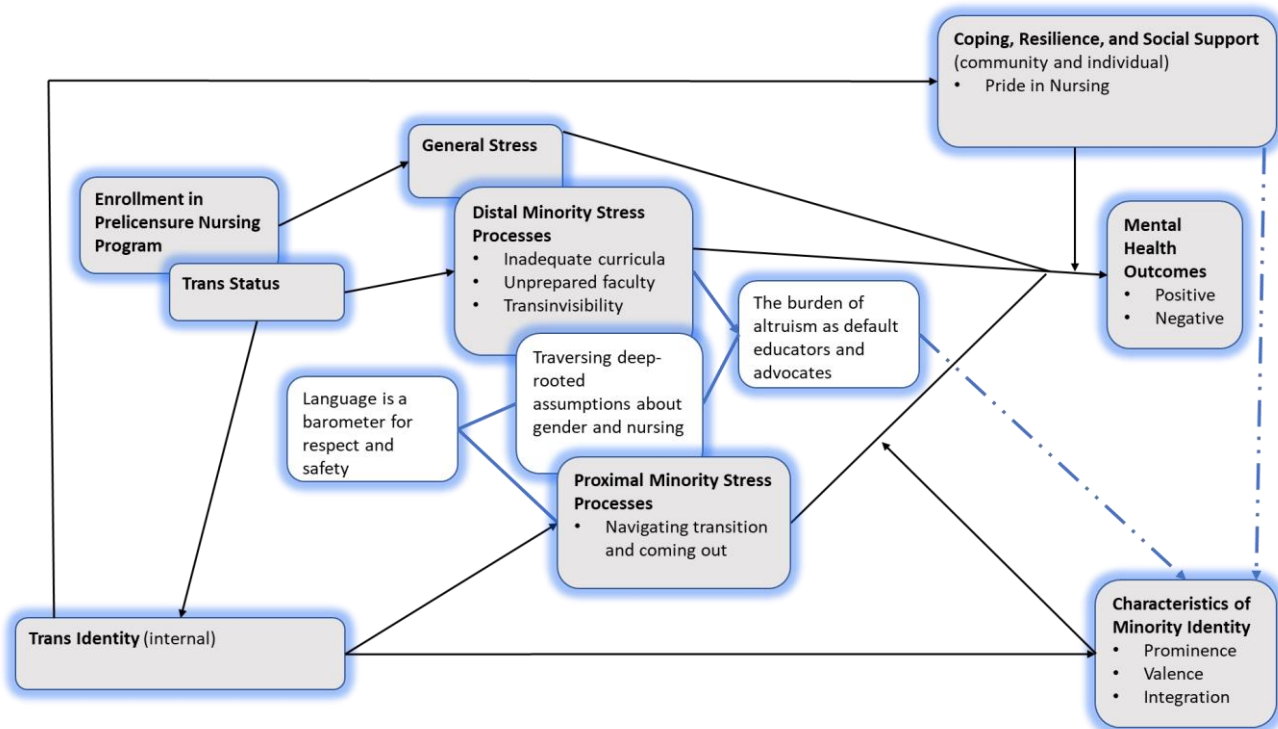 Coping, Resilience, and Social Support
(community and individual)
• Pride in Nursing
General Stress
Enrollment in
Prelicensure Nursing
Program
Trans Status
Distal Minority Stress
Processes
• Inadequate curricula
• Unprepared faculty
• Transinvisibility
Mental
Health
Outcomes
• Positive
• Negative
The burden of
altruism as default
educators and
advocates
Traversing deep-
rooted
assumptions about
gender and nursing
Language is a
barometer for
respect and
safety
Proximal Minority Stress
Processes
• Navigating transition
and coming out
Trans Identity (internal)
Characteristics of
Minority Identity
• Prominence
• Valence
• Integration